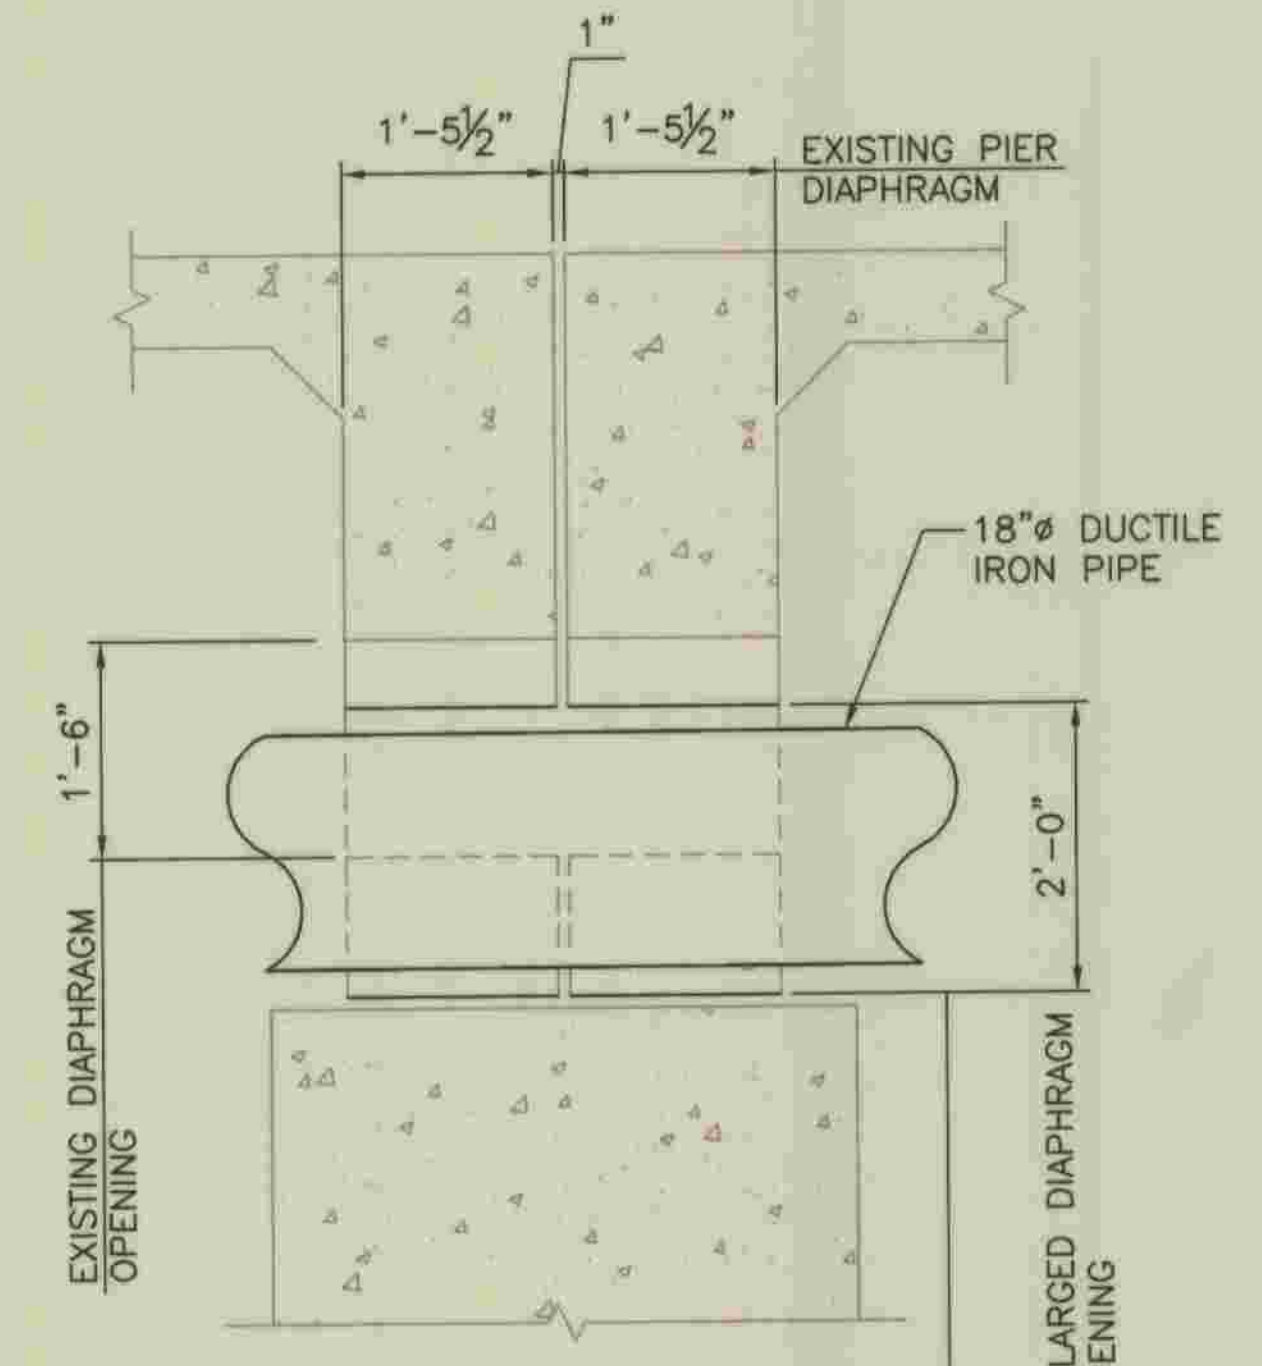 1"
1'-5½"
1'-5½"
EXISTING PIER
DIAPHRAGM
18"ø DUCTILE
IRON PIPE
1'-6"
2'-0"
EXISTING DIAPHRAGM
OPENING
LARGED DIAPHRAGM
ENING